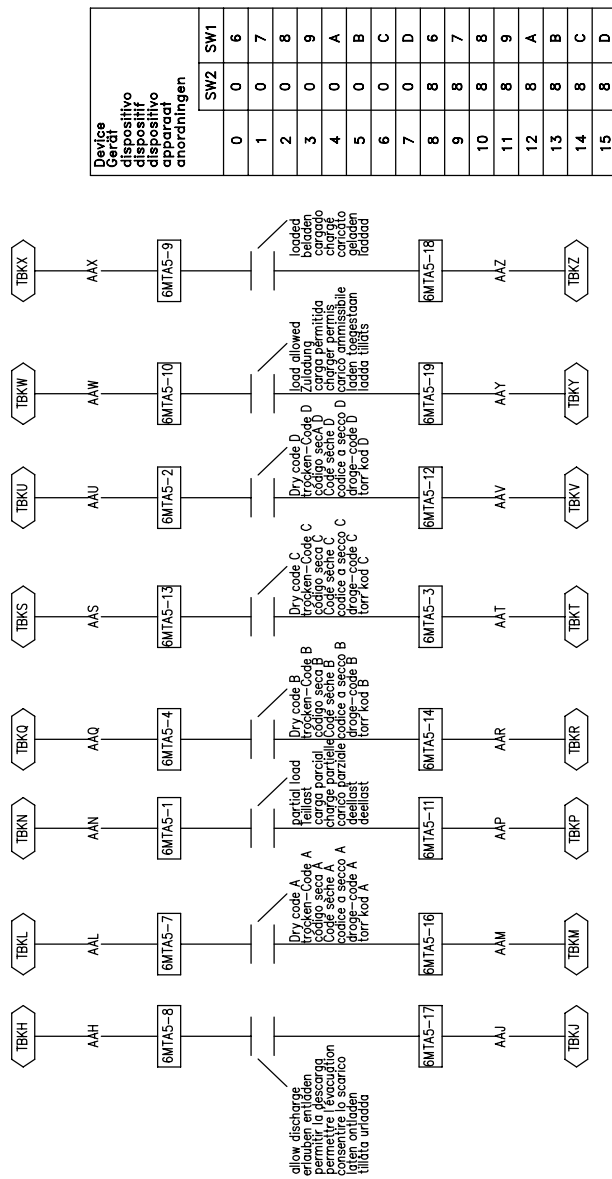 TBKH
AAH
6MTA5-8
allow discharge
erlauben entladen
permitir la descarga
permettre l'évacuation
consentire lo scarico
laten ontladen
tillåta urladda
6MTA5-17
AAJ
TBKJ
TBKL
AAL
6MTA5-7
Dry code A
trocken-Code A
código seca A
Code sèche A
codice a secco A
droge-code A
torr kod A
6MTA5-16
AAM
TBKM
TBKN
AAN
6MTA5-1
partial load
Teillast
carga parcial
charge partielle
carico parziale
deellast
deellast
6MTA5-11
AAP
TBKP
TBKQ
AAQ
6MTA5-4
Dry code B
trocken-Code B
código seca B
Code sèche B
codice a secco B
droge-code B
torr kod B
6MTA5-14
AAR
TBKR
TBKS
AAS
6MTA5-13
Dry code C
trocken-Code C
código seca C
Code sèche C
codice a secco C
droge-code C
torr kod C
6MTA5-3
AAT
TBKT
TBKU
AAU
6MTA5-2
Dry code D
trocken-Code D
código secA D
Code sèche D
codice a secco D
droge-code D
torr kod D
6MTA5-12
AAV
TBKV
TBKW
AAW
6MTA5-10
load allowed
Zuladung
carga permitida
charger permis
carico ammissibile
laden toegestaan
ladda tillåts
6MTA5-19
AAY
TBKY
TBKX
AAX
6MTA5-9
loaded
beladen
cargado
chargé
caricato
geladen
laddad
6MTA5-18
AAZ
TBKZ
Device
Gerät
dispositivo
dispositif
dispositivo
apparaat
anordningen
SW2 SW1
0 0 6
1 0 7
2 0 8
3 0 9
4 0 A
5 0 B
6 0 C
7 0 D
8 8 6
9 8 7
10 8 8
11 8 9
12 8 A
13 8 B
14 8 C
15 8 D